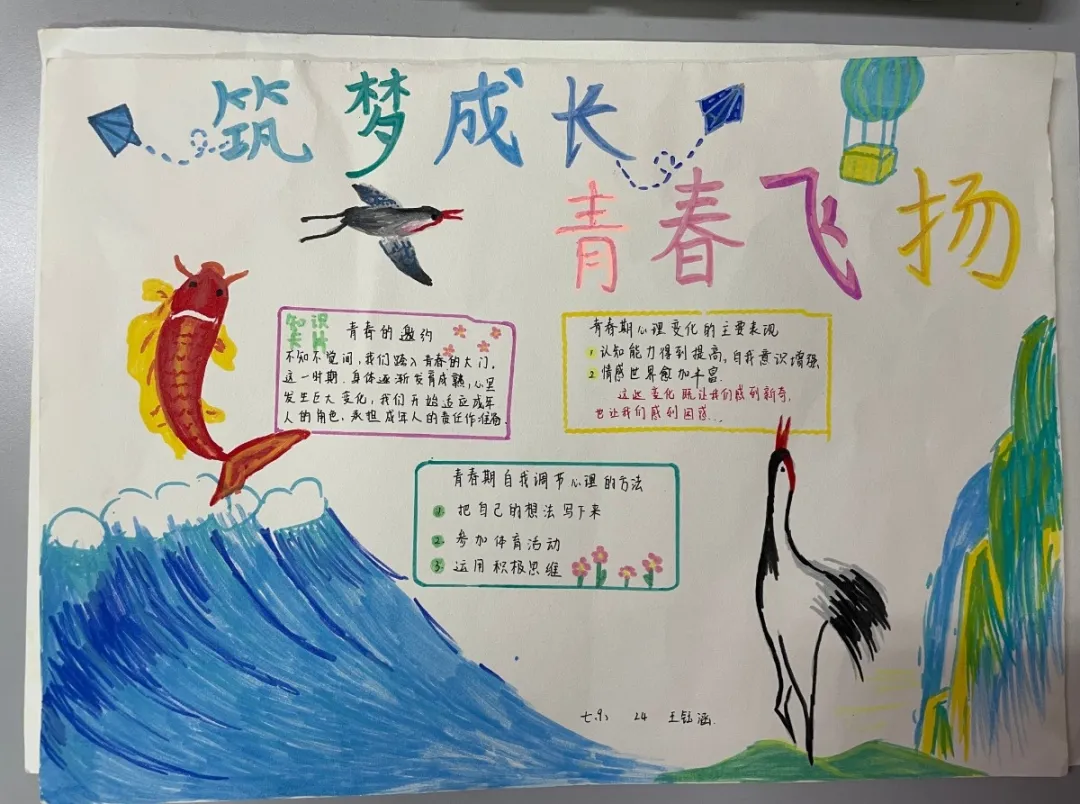 筑梦成长
青春飞扬
知识
卡片
青春的邀约
不知不觉间,我们踏入青春的大门。
这一时期.身体逐渐发育成熟,心里
发生巨大变化,我们开始适应成年
人的角色,承担成年人的责任作准备.
青春期心理变化的主要表现
1 认知能力得到提高,自我意识增强
2 情感世界愈加丰富.
这些变化既让我们感到新奇,
也让我们感到困惑...
青春期自我调节心理的方法
1. 把自己的想法写下来
2. 参加体育活动
3 运用积极思维
七.9. 24 王钰涵.